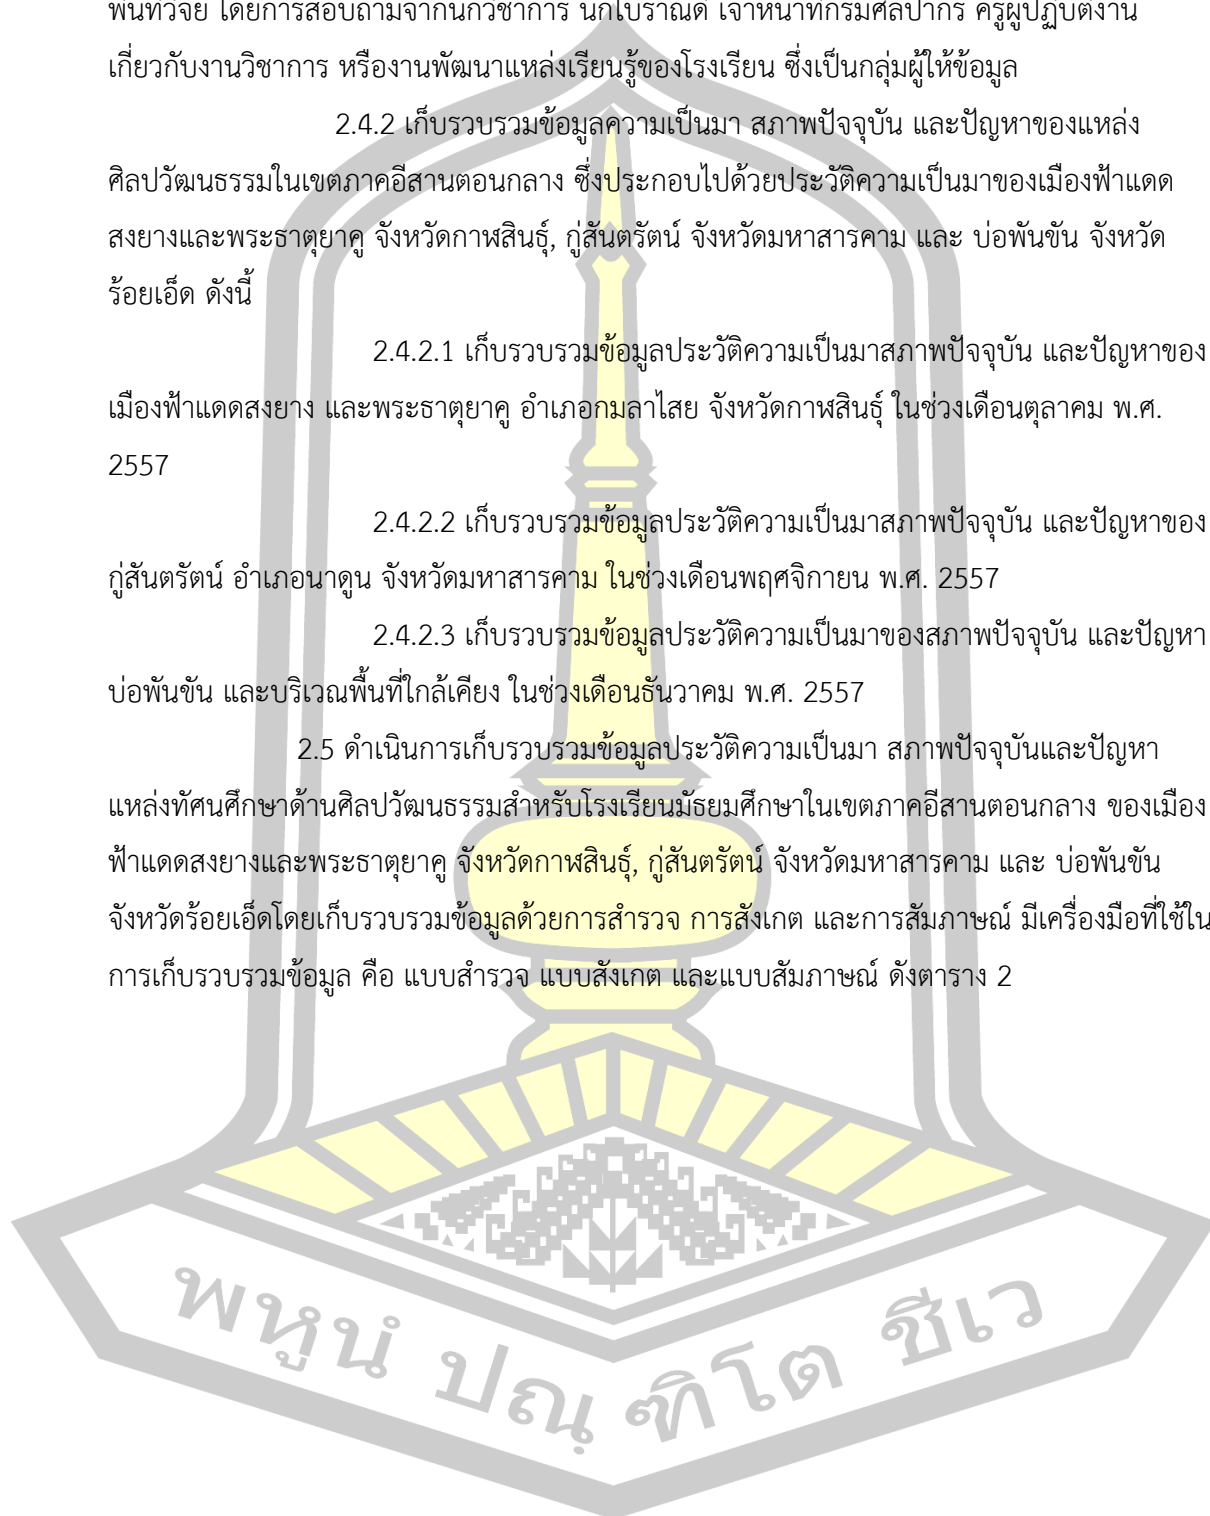 พื้นที่วิจัย โดยการสอบถามจากนักวิชาการ นักโบราณคดี เจ้าหน้าที่กรมศิลปากร ครูผู้ปฏิบัติงาน
เกี่ยวกับงานวิชาการ หรืองานพัฒนาแหล่งเรียนรู้ของโรงเรียน ซึ่งเป็นกลุ่มผู้ให้ข้อมูล
2.4.2 เก็บรวบรวมข้อมูลความเป็นมา สภาพปัจจุบัน และปัญหาของแหล่ง
ศิลปวัฒนธรรมในเขตภาคอีสานตอนกลาง ซึ่งประกอบไปด้วยประวัติความเป็นมาของเมืองฟ้าแดด
สงยางและพระธาตุยาคู จังหวัดกาฬสินธุ์, กู่สันตรัตน์ จังหวัดมหาสารคาม และ บ่อพันขัน จังหวัด
ร้อยเอ็ด ดังนี้
2.4.2.1 เก็บรวบรวมข้อมูลประวัติความเป็นมาสภาพปัจจุบัน และปัญหาของ
เมืองฟ้าแดดสงยาง และพระธาตุยาคู อำเภอกมลาไสย จังหวัดกาฬสินธุ์ ในช่วงเดือนตุลาคม พ.ศ.
2557
2.4.2.2 เก็บรวบรวมข้อมูลประวัติความเป็นมาสภาพปัจจุบัน และปัญหาของ
กู่สันตรัตน์ อำเภอนาดูน จังหวัดมหาสารคาม ในช่วงเดือนพฤศจิกายน พ.ศ. 2557
2.4.2.3 เก็บรวบรวมข้อมูลประวัติความเป็นมาของสภาพปัจจุบัน และปัญหา
บ่อพันขัน และบริเวณพื้นที่ใกล้เคียง ในช่วงเดือนธันวาคม พ.ศ. 2557
2.5 ดำเนินการเก็บรวบรวมข้อมูลประวัติความเป็นมา สภาพปัจจุบันและปัญหา
แหล่งทัศนศึกษาด้านศิลปวัฒนธรรมสำหรับโรงเรียนมัธยมศึกษาในเขตภาคอีสานตอนกลาง ของเมือง
ฟ้าแดดสงยางและพระธาตุยาคู จังหวัดกาฬสินธุ์, กู่สันตรัตน์ จังหวัดมหาสารคาม และ บ่อพันขัน
จังหวัดร้อยเอ็ดโดยเก็บรวบรวมข้อมูลด้วยการสำรวจ การสังเกต และการสัมภาษณ์ มีเครื่องมือที่ใช้ใน
การเก็บรวบรวมข้อมูล คือ แบบสำรวจ แบบสังเกต และแบบสัมภาษณ์ ดังตาราง 2
พหูนํ ปณฺฑิโต ชีเว